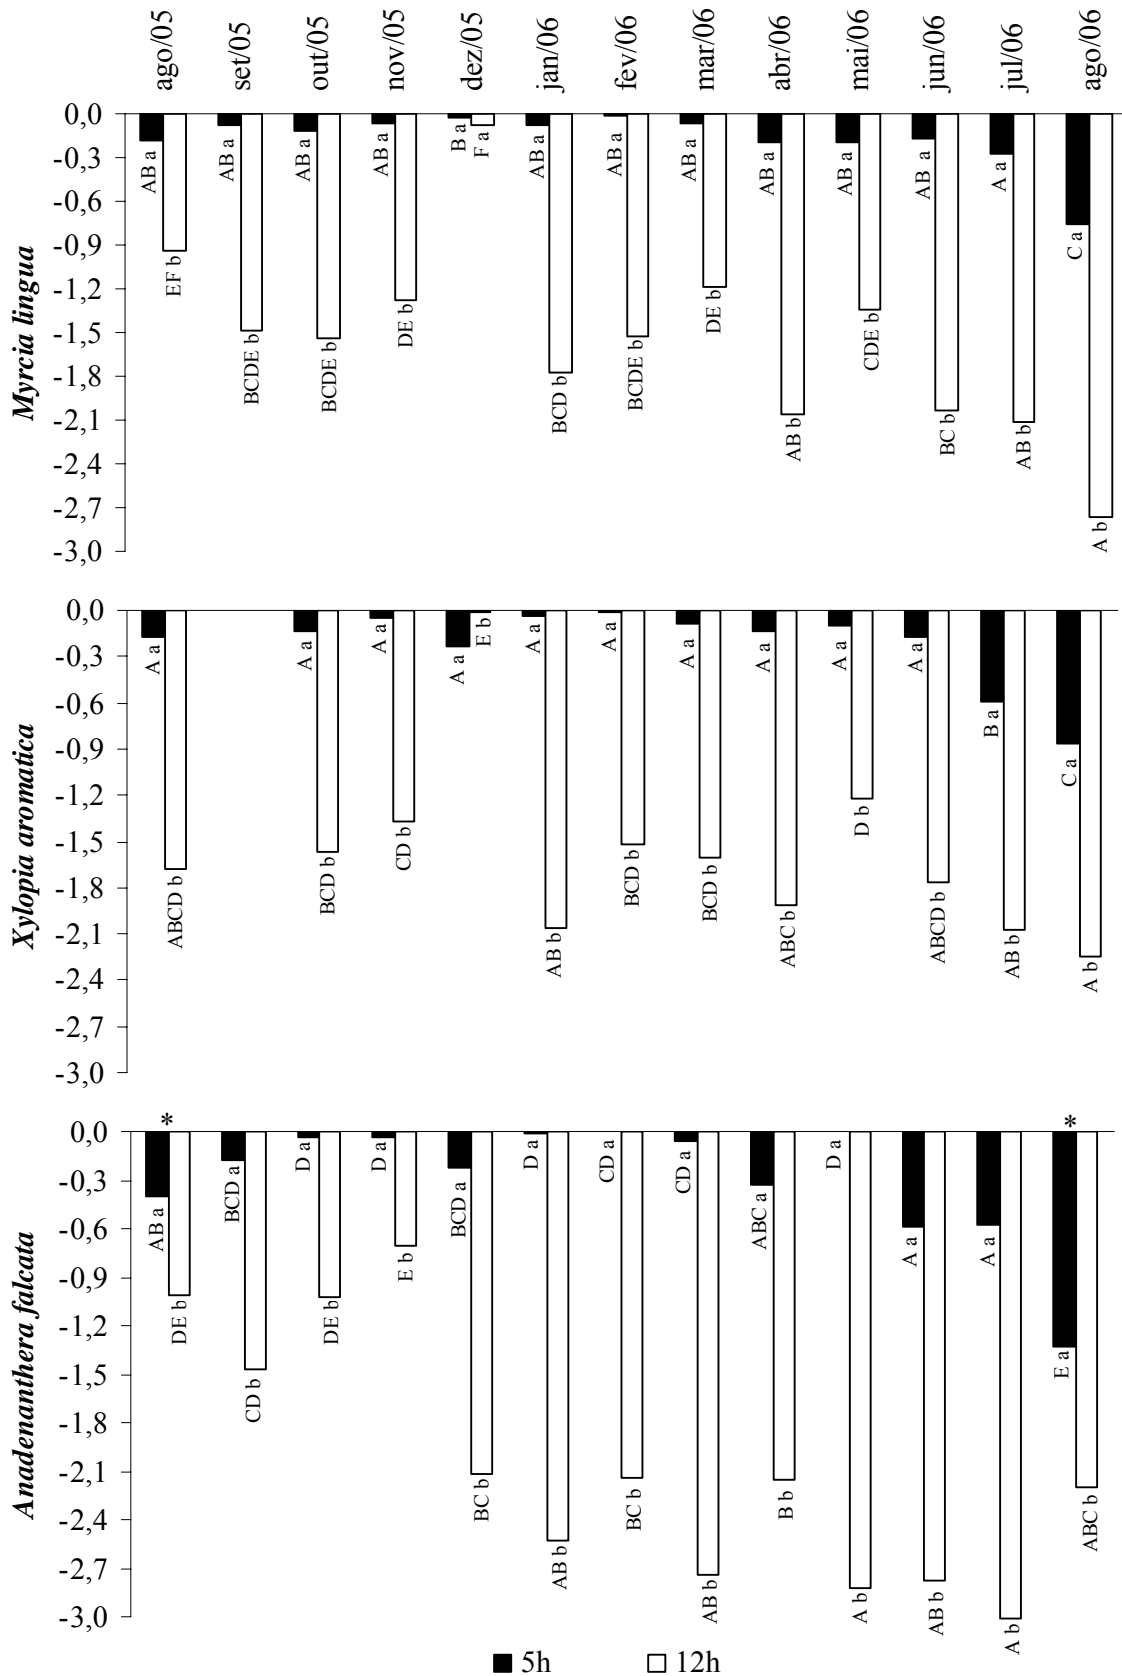 ago/05 set/05 out/05 nov/05 dez/05 jan/06 fev/06 mar/06 abr/06 mai/06 jun/06 jul/06 ago/06
Myrcia lingua
0,0
-0,3
-0,6
-0,9
-1,2
-1,5
-1,8
-2,1
-2,4
-2,7
-3,0
AB a
EF b
AB a
BCDE b
AB a
BCDE b
AB a
DE b
B a
F a
AB a
BCD b
AB a
BCDE b
AB a
DE b
AB a
AB b
AB a
CDE b
AB a
BC b
A a
AB b
C a
A b
Xylopia aromatica
0,0
-0,3
-0,6
-0,9
-1,2
-1,5
-1,8
-2,1
-2,4
-2,7
-3,0
A a
ABCD b
A a
BCD b
A a
CD b
A a
E b
A a
AB b
A a
BCD b
A a
BCD b
A a
ABC b
A a
D b
A a
ABCD b
B a
AB b
C a
A b
Anadenanthera falcata
0,0
-0,3
-0,6
-0,9
-1,2
-1,5
-1,8
-2,1
-2,4
-2,7
-3,0
*
AB a
DE b
BCD a
CD b
D a
DE b
D a
E b
BCD a
BC b
D a
AB b
CD a
BC b
CD a
AB b
ABC a
B b
D a
A b
A a
AB b
A a
A b
*
E a
ABC b
5h
12h